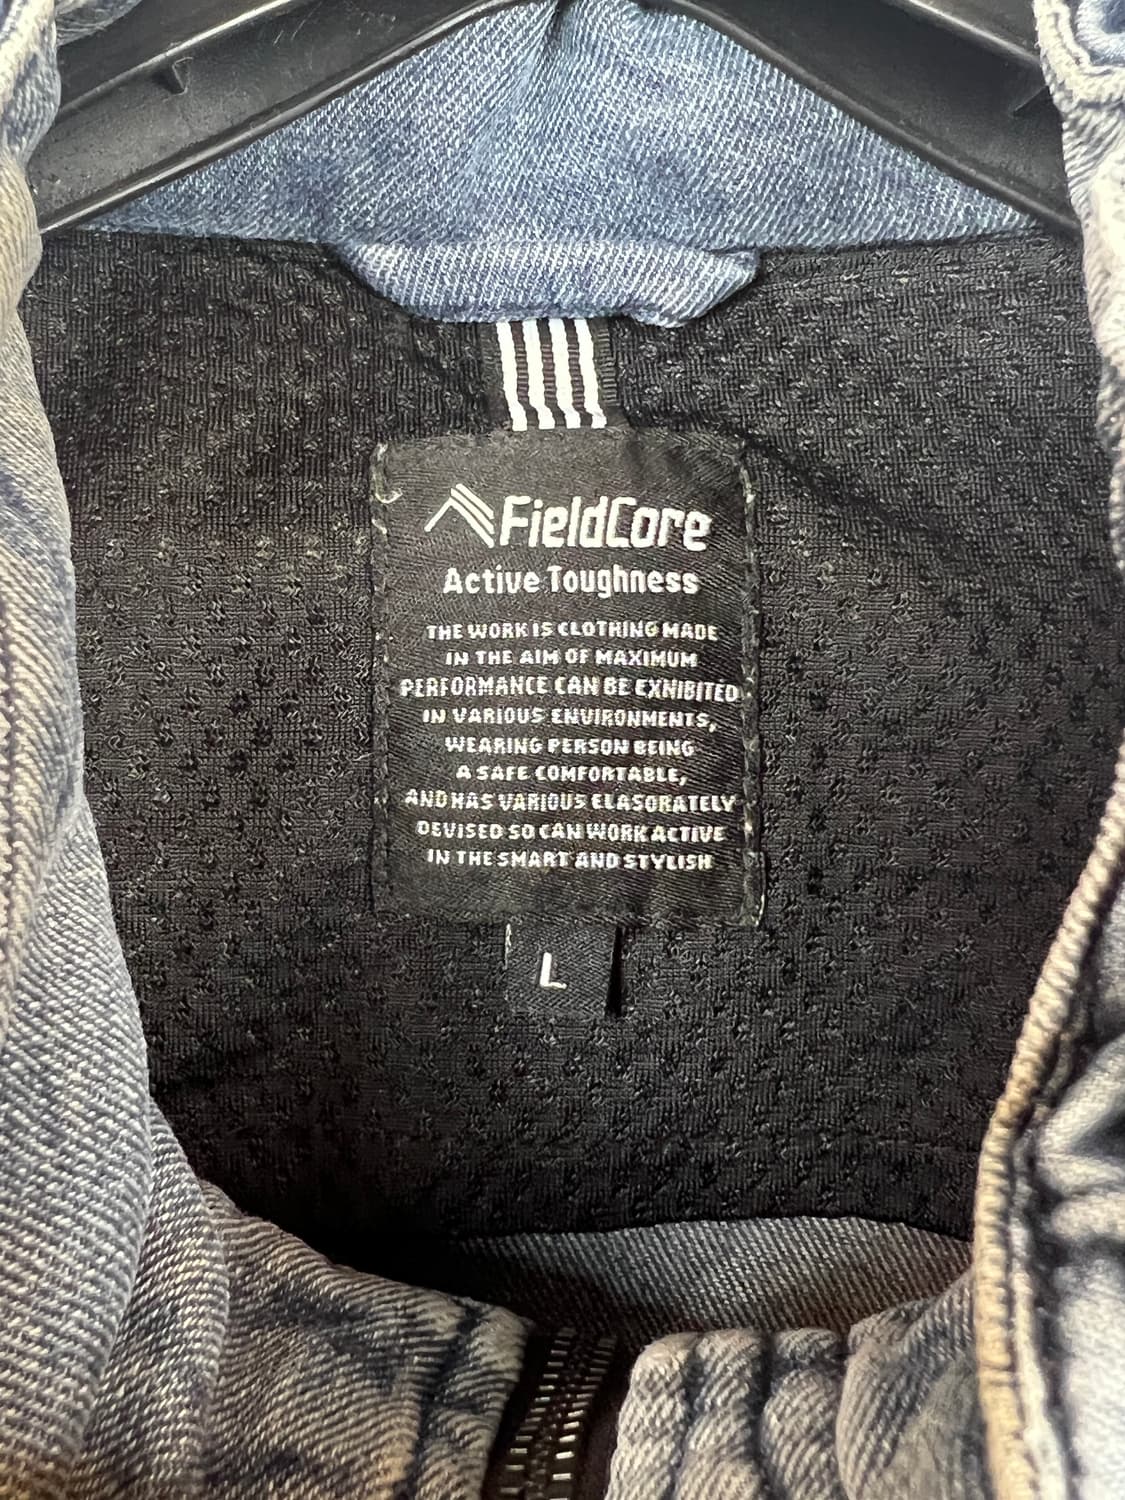 FieldCore
Active Toughness
THE WORK IS CLOTHING MADE
IN THE AIM OF MAXIMUM
PERFORMANCE CAN BE EXNIBITED
IN VARIOUS ENVIRONMENTS,
WEARING PERSON BEING
A SAFE COMFORTABLE,
AND HAS VARIOUS ELASORATELY
DEVISED SO CAN WORK ACTIVE
IN THE SMART AND STYLISH
L